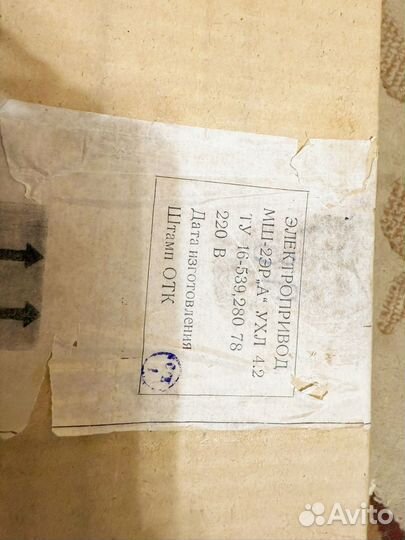 ЭЛЕКТРОПРИВОД
МШ-2ЭР„А“ УХЛ 4.2
ТУ 16-539,280 78
220 В
Дата изготовления
Штамп ОТК
Avito